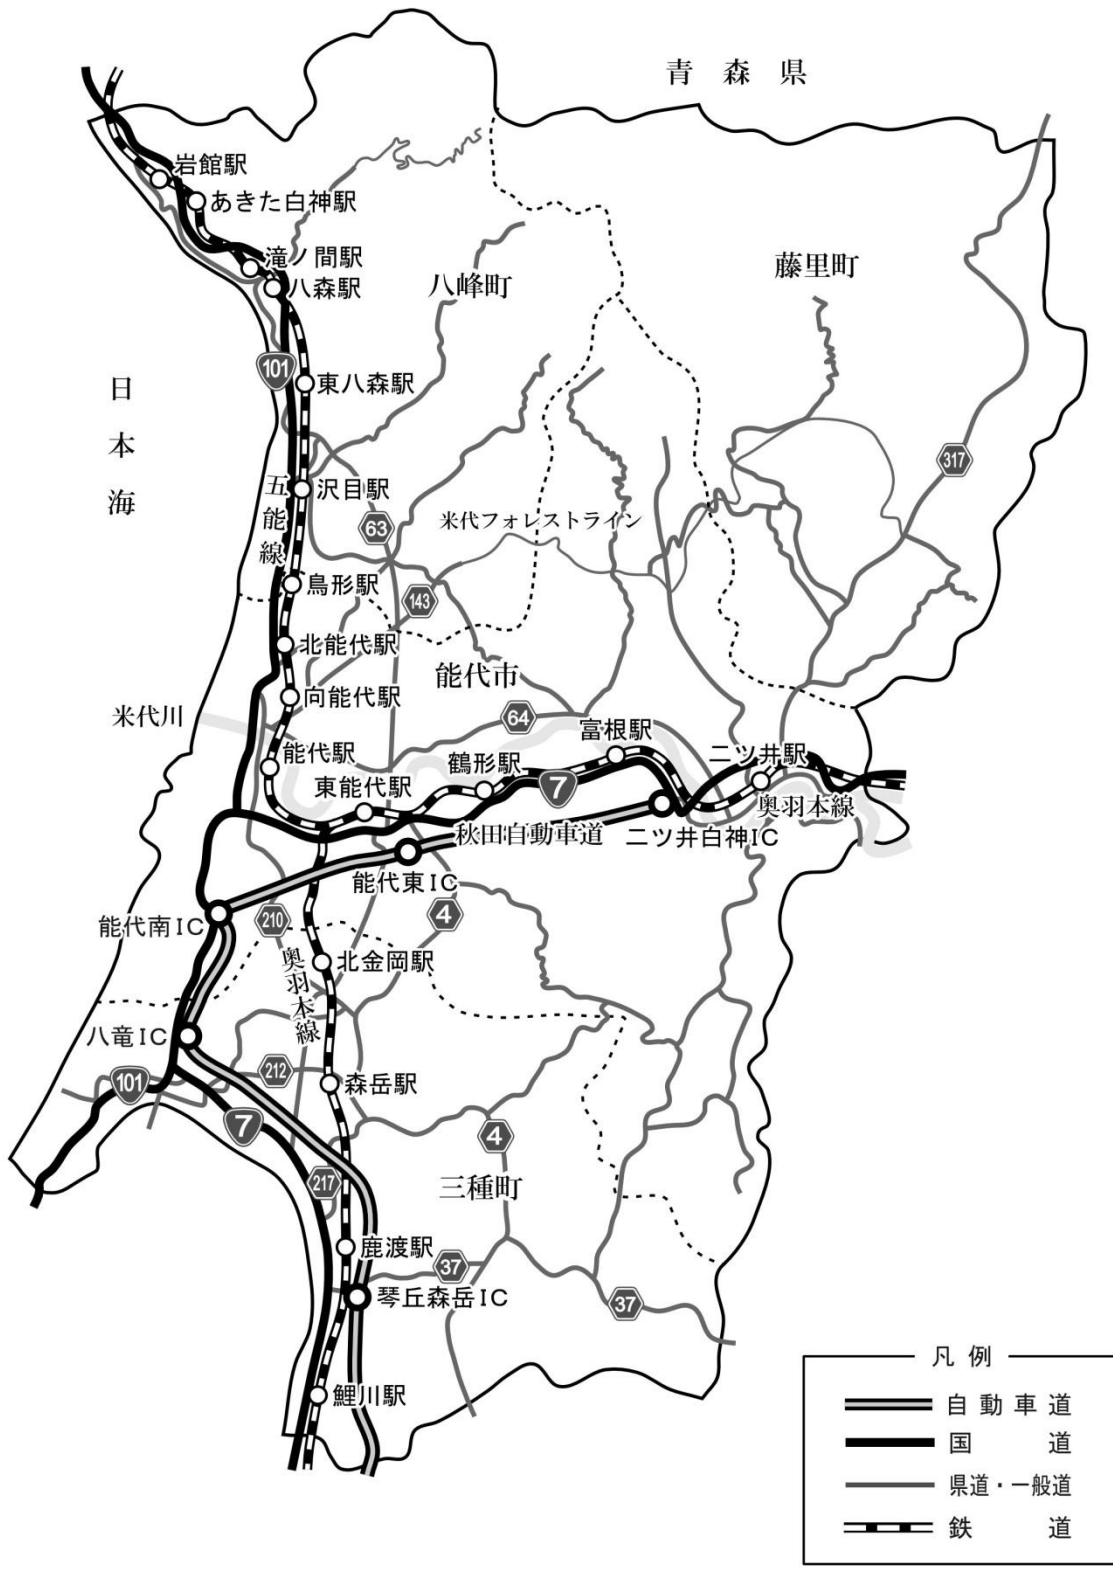 青森県
岩館駅
あきた白神駅
滝ノ間駅
八森駅
八峰町
藤里町
日本海
101
東八森駅
317
五能線
沢目駅
63
米代フォレストライン
鳥形駅
143
北能代駅
能代市
向能代駅
米代川
64
富根駅
能代駅
鶴形駅
二ツ井駅
東能代駅
7
奥羽本線
秋田自動車道
二ツ井白神IC
能代東IC
能代南IC
210
4
奥羽本線
北金岡駅
八竜IC
101
212
森岳駅
7
4
217
三種町
鹿渡駅
37
琴丘森岳IC
37
鯉川駅
凡例
自動車道
国道
県道・一般道
鉄道